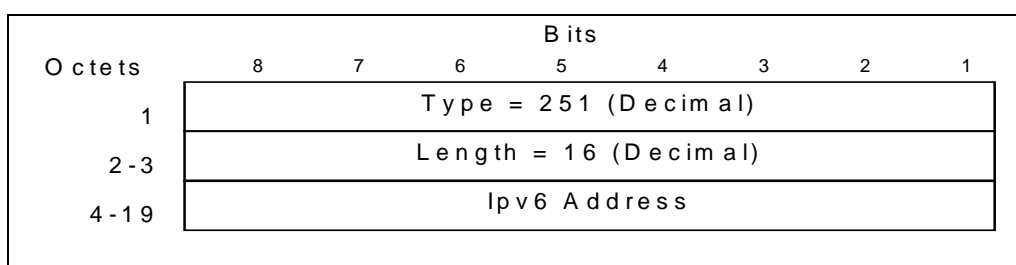 Bits
Octets 8 7 6 5 4 3 2 1
1 Type = 251 (Decimal)
2-3 Length = 16 (Decimal)
4-19 Ipv6 Address